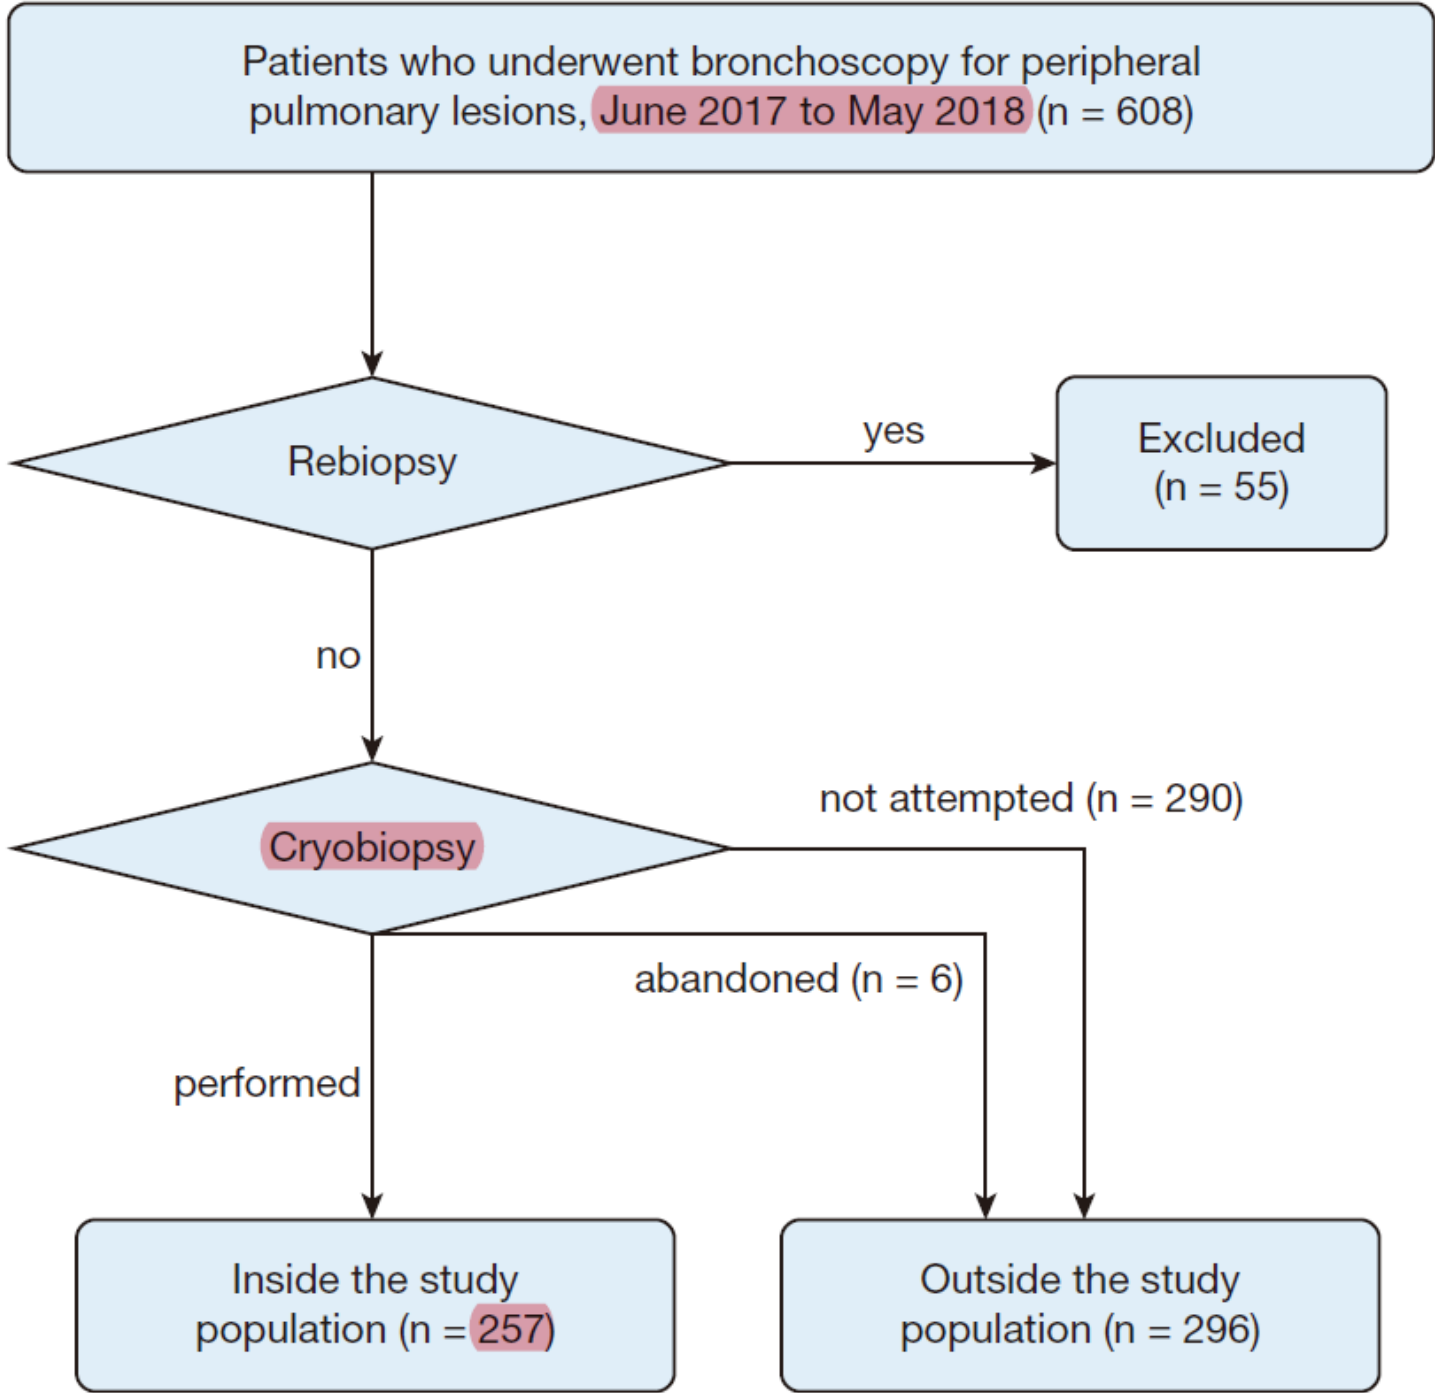 Patients who underwent bronchoscopy for peripheral
pulmonary lesions, June 2017 to May 2018 (n = 608)
Rebiopsy
yes
Excluded
(n = 55)
no
Cryobiopsy
not attempted (n = 290)
abandoned (n = 6)
performed
Inside the study
population (n = 257)
Outside the study
population (n = 296)